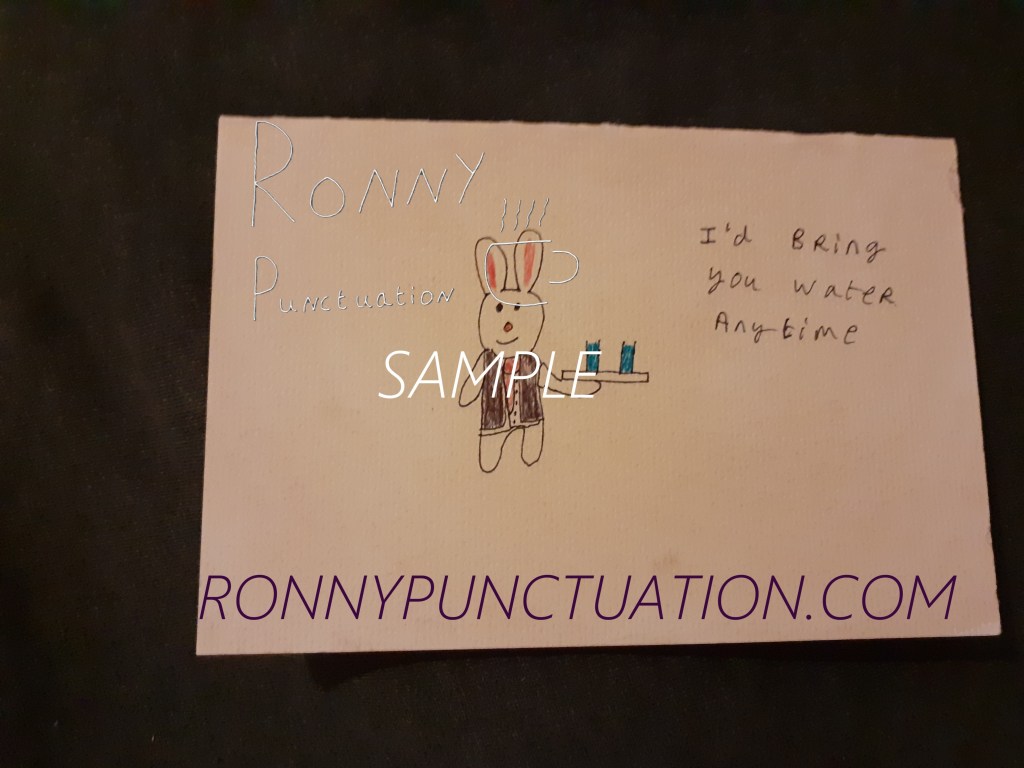 RONNY
Punctuation
I'd BRing
you wateR
Anytime
SAMPLE
RONNYPUNCTUATION.COM